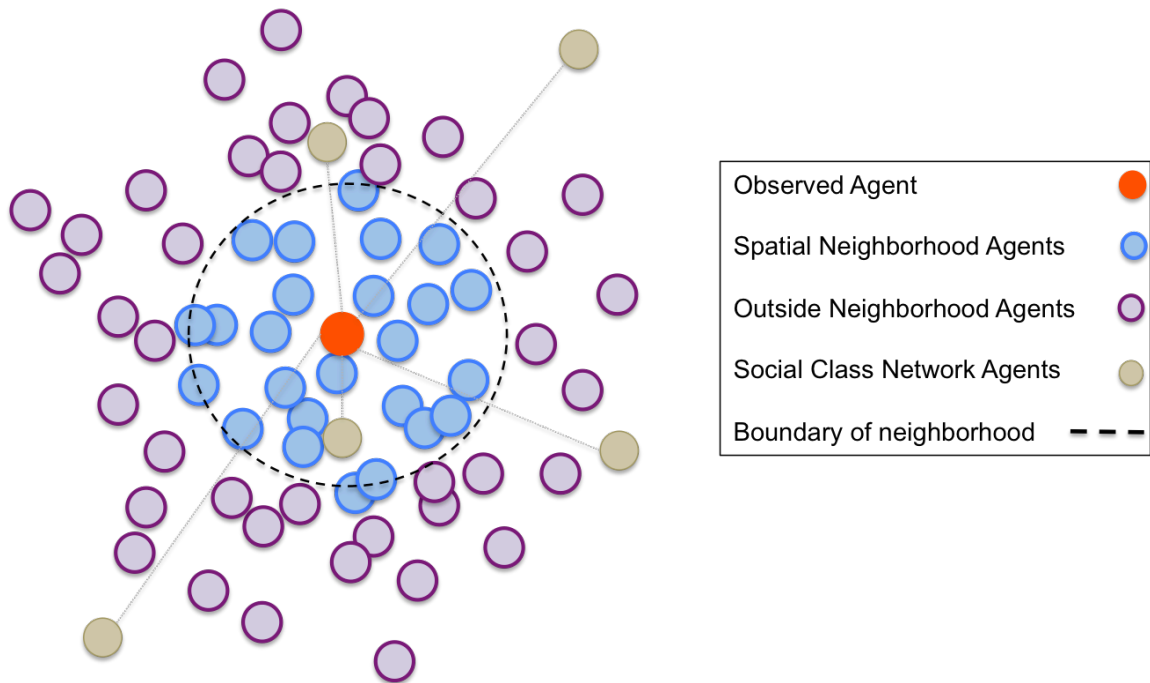 Observed Agent
Spatial Neighborhood Agents
Outside Neighborhood Agents
Social Class Network Agents
Boundary of neighborhood